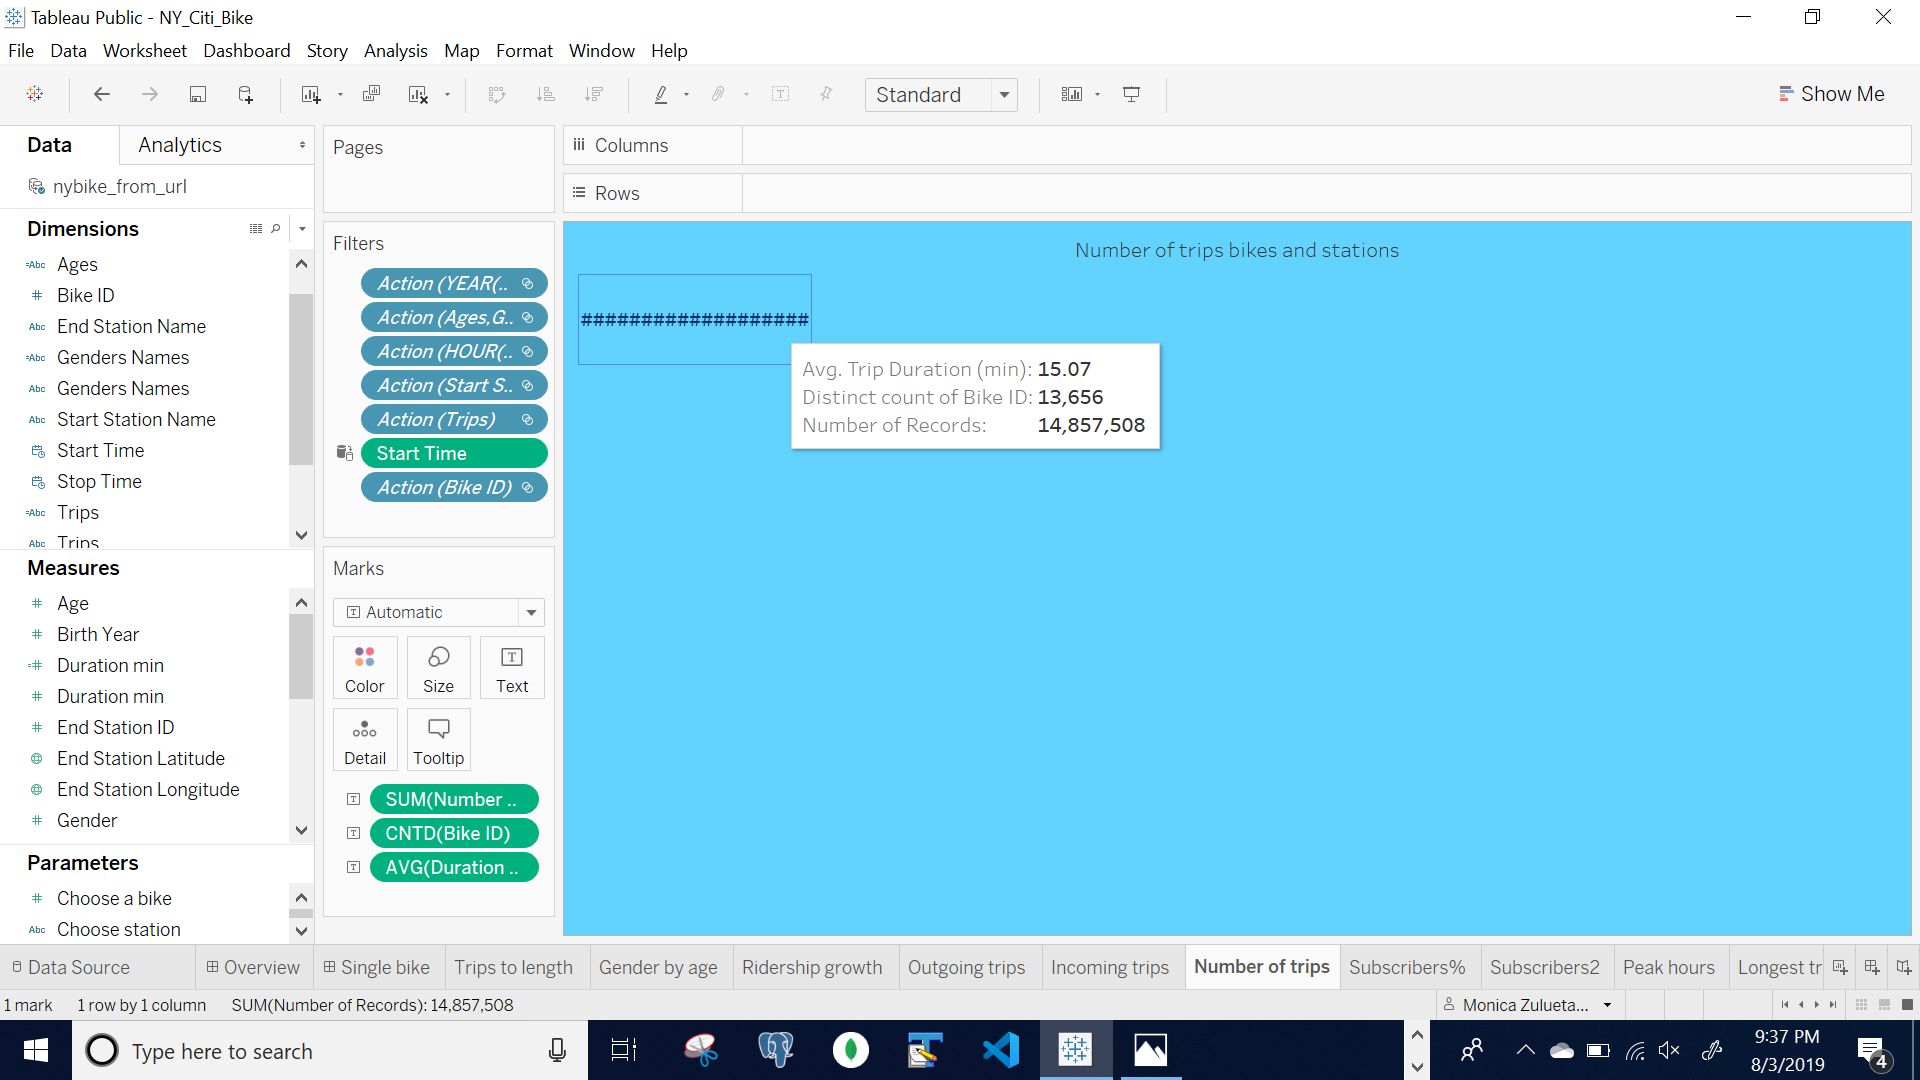 Tableau Public - NY_Citi_Bike
File Data Worksheet Dashboard Story Analysis Map Format Window Help
Standard
Show Me
Data
Analytics
nybike_from_url
Dimensions
Abc Ages
Bike ID
Abc End Station Name
Abc Genders Names
Abc Genders Names
Abc Start Station Name
Start Time
Stop Time
Abc Trips
Abc Trips
Measures
Age
Birth Year
Duration min
Duration min
End Station ID
End Station Latitude
End Station Longitude
Gender
Parameters
Choose a bike
Abc Choose station
Pages
Filters
Action (YEAR(..
Action (Ages,G..
Action (HOUR(..
Action (Start S..
Action (Trips)
Start Time
Action (Bike ID)
Marks
Automatic
Color
Size
Text
Detail
Tooltip
SUM(Number ..
CNTD(Bike ID)
AVG(Duration ..
Columns
Rows
Number of trips bikes and stations
###################
Avg. Trip Duration (min): 15.07
Distinct count of Bike ID: 13,656
Number of Records: 14,857,508
Data Source
Overview
Single bike
Trips to length
Gender by age
Ridership growth
Outgoing trips
Incoming trips
Number of trips
Subscribers%
Subscribers2
Peak hours
Longest tr
1 mark
1 row by 1 column
SUM(Number of Records): 14,857,508
Monica Zulueta...
Type here to search
9:37 PM
8/3/2019
4